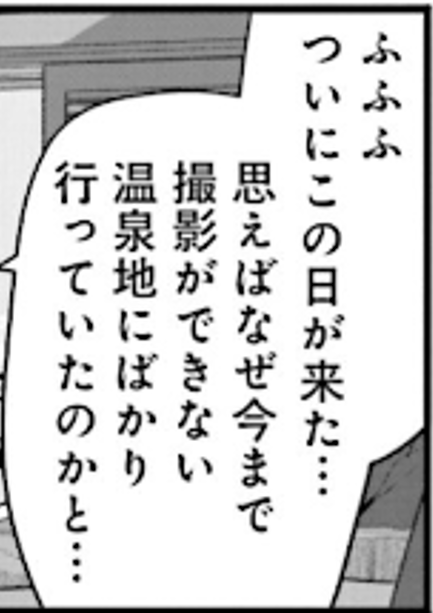 ふふふ
ついにこの日が来た…
思えばなぜ今まで
撮影ができない
温泉地にばかり
行っていたのかと…